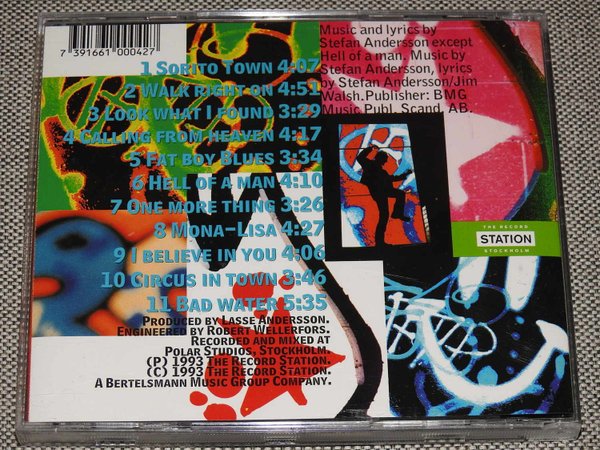 7 391661 000427
Music and lyrics by
Stefan Andersson except
Hell of a man. Music by
Stefan Andersson, lyrics
by Stefan Andersson/Jim
Walsh.Publisher: BMG
Music Publ. Scand, AB.
1 Sorito Town 4:07
2 Walk right on 4:51
3 Look what I found 3:29
4 Calling from heaven 4:17
5 Fat boy Blues 3:34
6 Hell of a man 4:10
7 One more thing 3:26
8 Mona-Lisa 4:27
9 I believe in you 4:06
10 Circus in town 3:46
11 Bad water 5:35
THE RECORD
STATION
STOCKHOLM
Produced by Lasse Andersson.
Engineered by Robert Wellerfors.
Recorded and mixed at
Polar Studios, Stockholm.
(P) 1993 The Record Station.
(C) 1993 The Record Station.
A Bertelsmann Music Group Company.